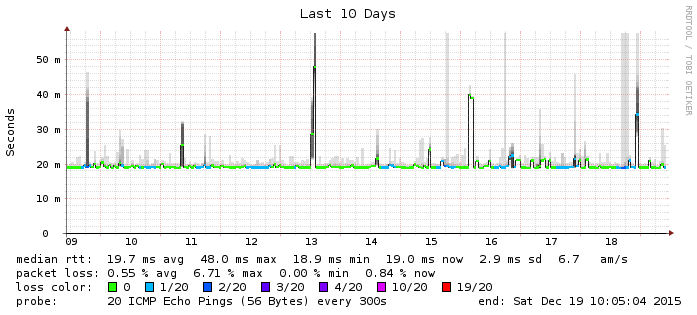 Last 10 Days
RRDTOOL / TOBI OETIKER
Seconds
50 m
40 m
30 m
20 m
10 m
0
09 10 11 12 13 14 15 16 17 18
median rtt: 19.7 ms avg 48.0 ms max 18.9 ms min 19.0 ms now 2.9 ms sd 6.7 am/s
packet loss: 0.55 % avg 6.71 % max 0.00 % min 0.84 % now
loss color: 0 1/20 2/20 3/20 4/20 10/20 19/20
probe: 20 ICMP Echo Pings (56 Bytes) every 300s end: Sat Dec 19 10:05:04 2015